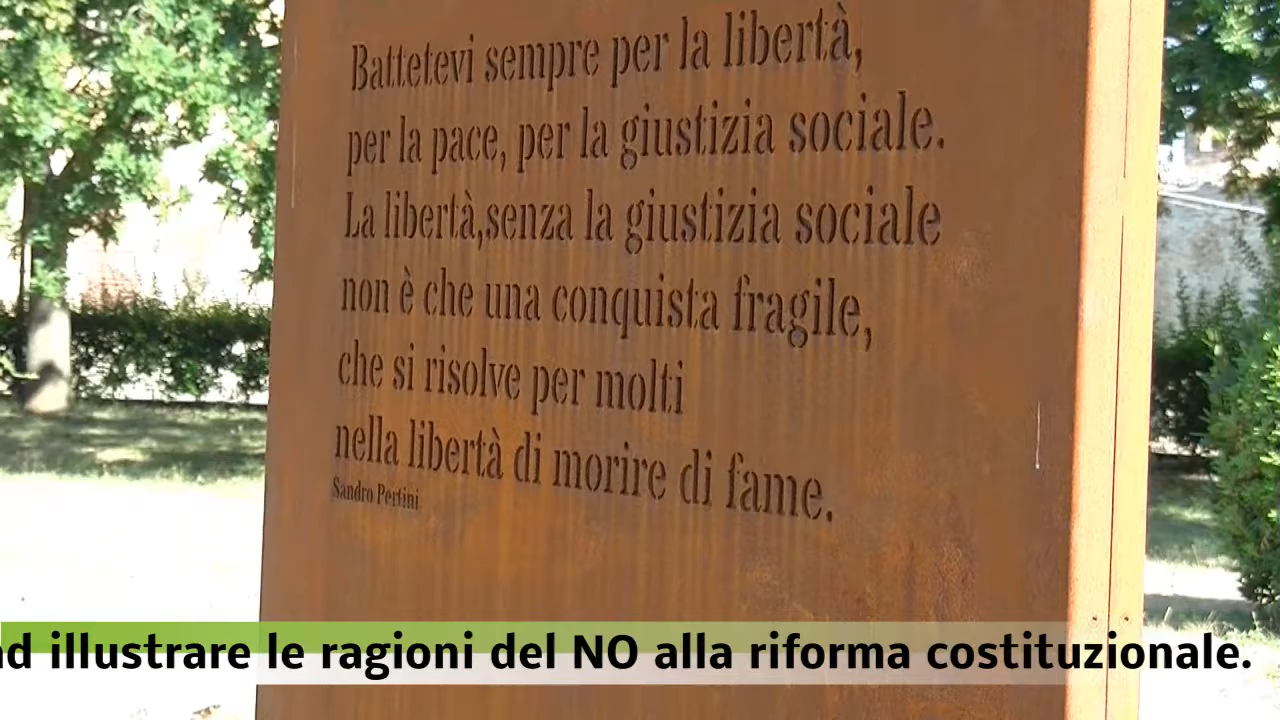 Battetevi sempre per la libertà,
per la pace, per la giustizia sociale.
La libertà,senza la giustizia sociale
non è che una conquista fragile,
che si risolve per molti
nella libertà di morire di fame.
Sandro Pertini
ad illustrare le ragioni del NO alla riforma costituzionale.